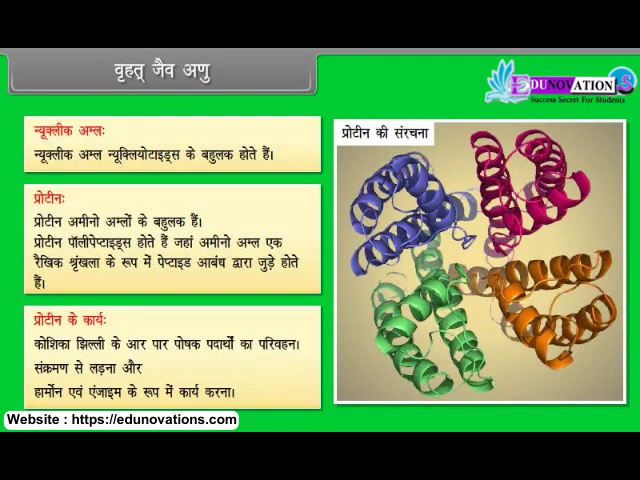 वृहत् जैव अणु
EDUNOVATIONS
Success Secret For Students
न्यूक्लीक अम्लः
न्यूक्लीक अम्ल न्यूक्लियोटाइड्स के बहुलक होते हैं।
प्रोटीनः
प्रोटीन अमीनो अम्लों के बहुलक हैं।
प्रोटीन पॉलीपेप्टाइड्स होते हैं जहां अमीनो अम्ल एक
रैखिक श्रृंखला के रूप में पेप्टाइड आबंध द्वारा जुड़े होते
हैं।
प्रोटीन के कार्यः
कोशिका झिल्ली के आर पार पोषक पदार्थों का परिवहन।
संक्रमण से लड़ना और
हार्मोन एवं एंजाइम के रूप में कार्य करना।
प्रोटीन की संरचना
Website : https://edunovations.com